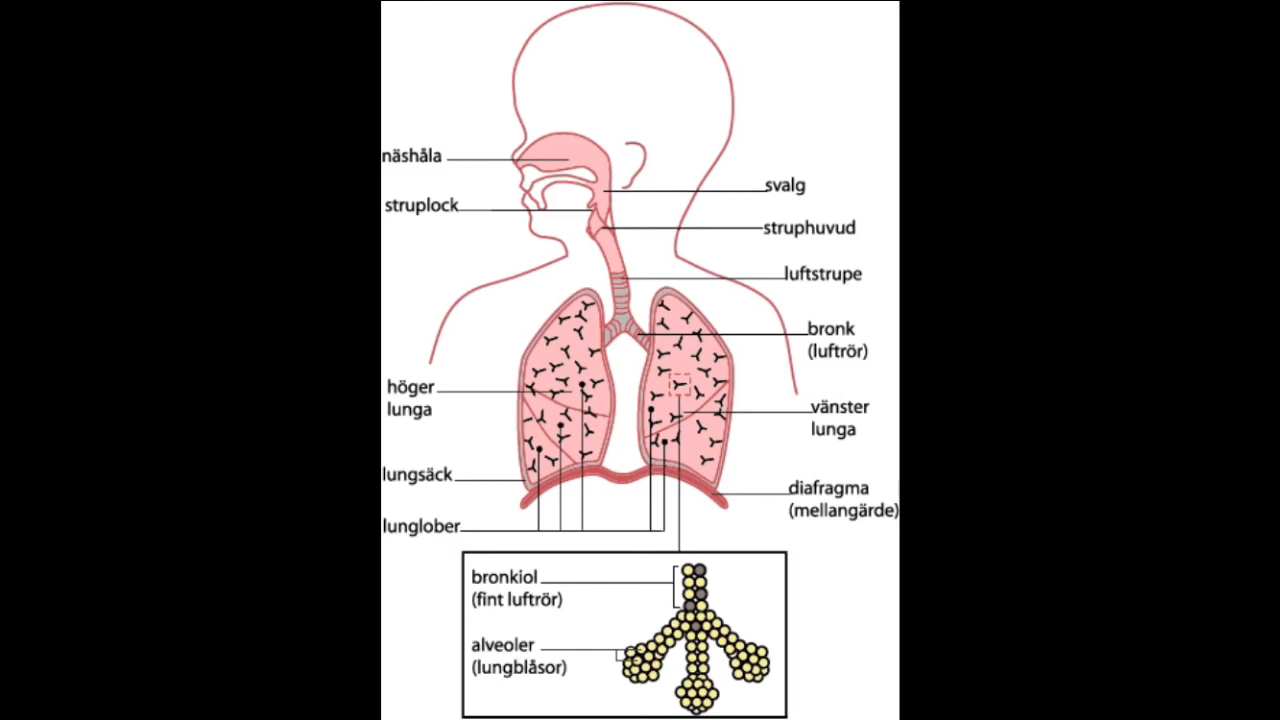 näshåla
svalg
struplock
struphuvud
luftstrupe
bronk
(luftrör)
höger
lunga
vänster
lunga
lungsäck
diafragma
(mellangärde)
lunglober
bronkiol
(fint luftrör)
alveoler
(lungblåsor)